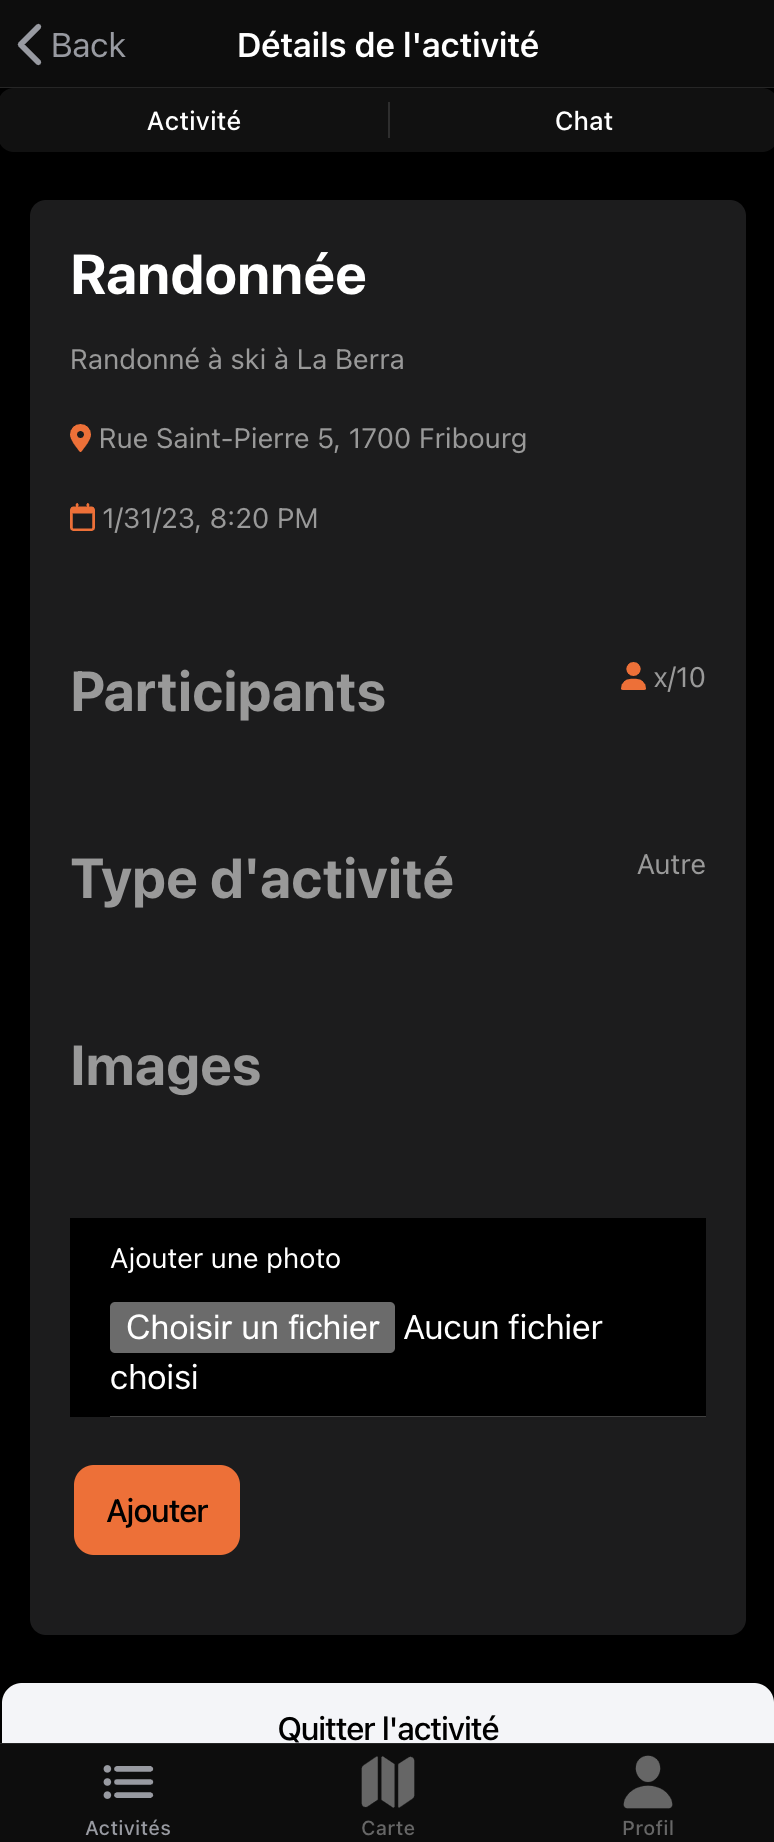 Back
Détails de l'activité
Activité
Chat
Randonnée
Randonné à ski à La Berra
Rue Saint-Pierre 5, 1700 Fribourg
1/31/23, 8:20 PM
Participants
x/10
Type d'activité
Autre
Images
Ajouter une photo
Choisir un fichier Aucun fichier
choisi
Ajouter
Quitter l'activité
Activités
Carte
Profil